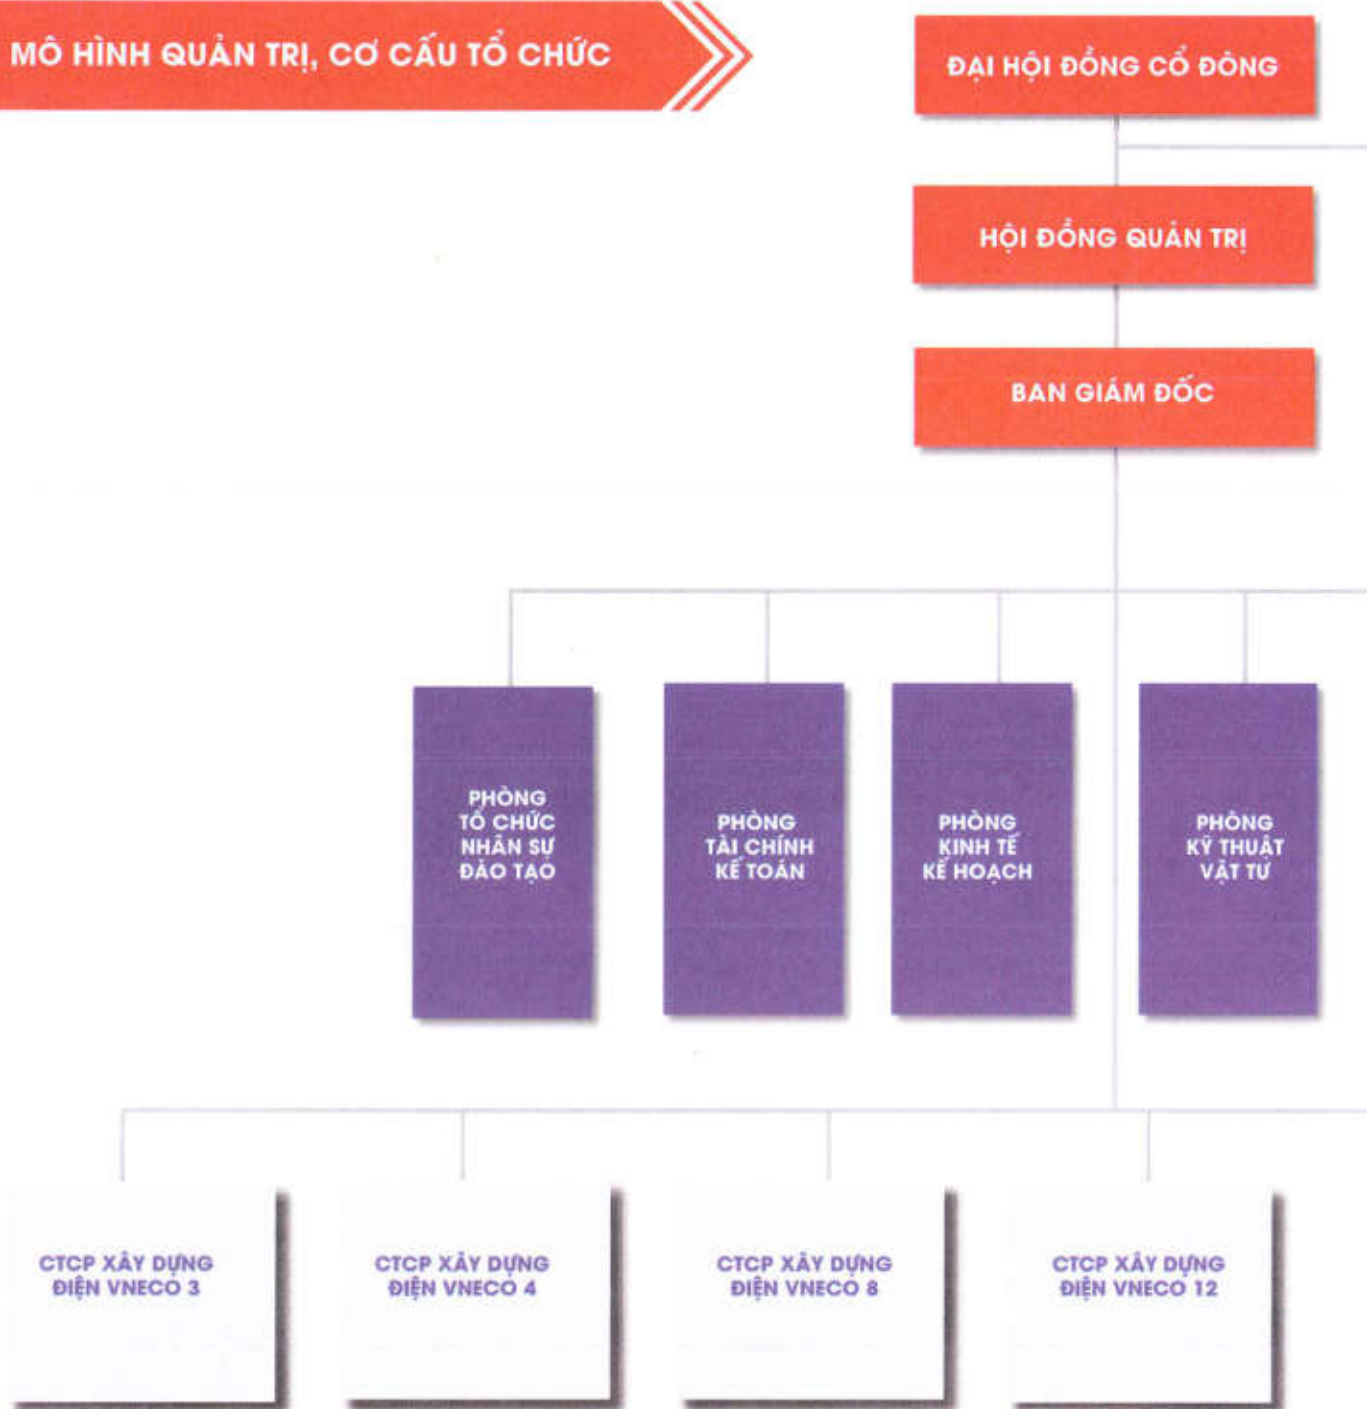 MÔ HÌNH QUẢN TRỊ, CƠ CẤU TỔ CHỨC
ĐẠI HỘI ĐỒNG CỔ ĐÔNG
HỘI ĐỒNG QUẢN TRỊ
BAN GIÁM ĐỐC
PHÒNG
TỔ CHỨC
NHÂN SỰ
ĐÀO TẠO
PHÒNG
TÀI CHÍNH
KẾ TOÁN
PHÒNG
KINH TẾ
KẾ HOẠCH
PHÒNG
KỸ THUẬT
VẬT TƯ
CTCP XÂY DỰNG
ĐIỆN VNECO 3
CTCP XÂY DỰNG
ĐIỆN VNECO 4
CTCP XÂY DỰNG
ĐIỆN VNECO 8
CTCP XÂY DỰNG
ĐIỆN VNECO 12